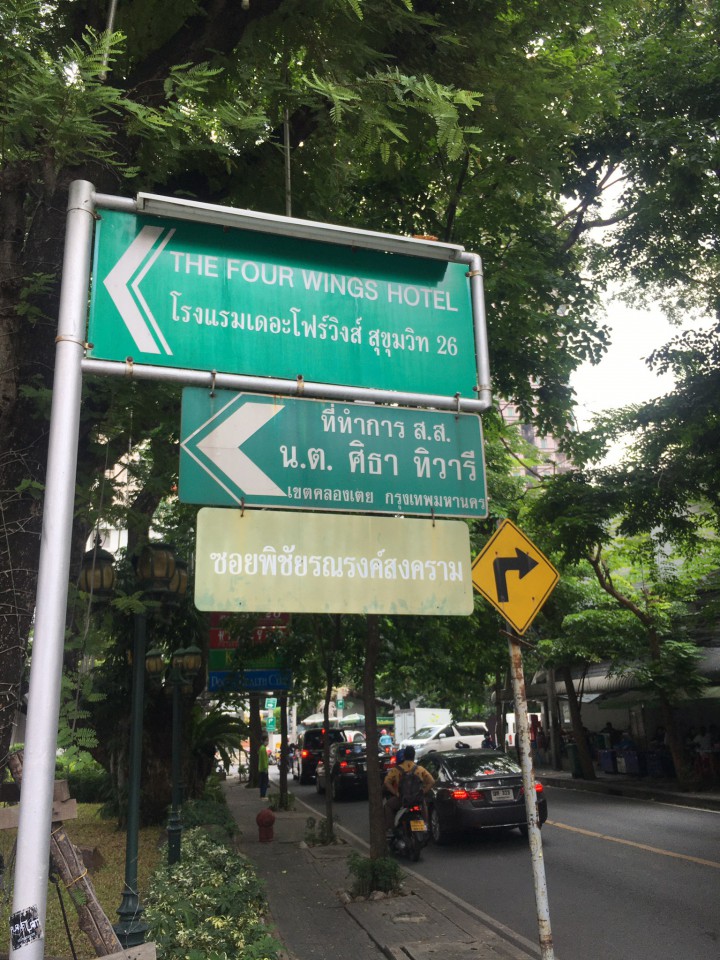 THE FOUR WINGS HOTEL
โรงแรมเดอะโฟร์วิงส์ สุขุมวิท 26
ที่ทำการ ส.ส.
น.ต. ศิธา ทิวารี
เขตคลองเตย กรุงเทพมหานคร
ซอยพิชัยรณรงค์สงคราม